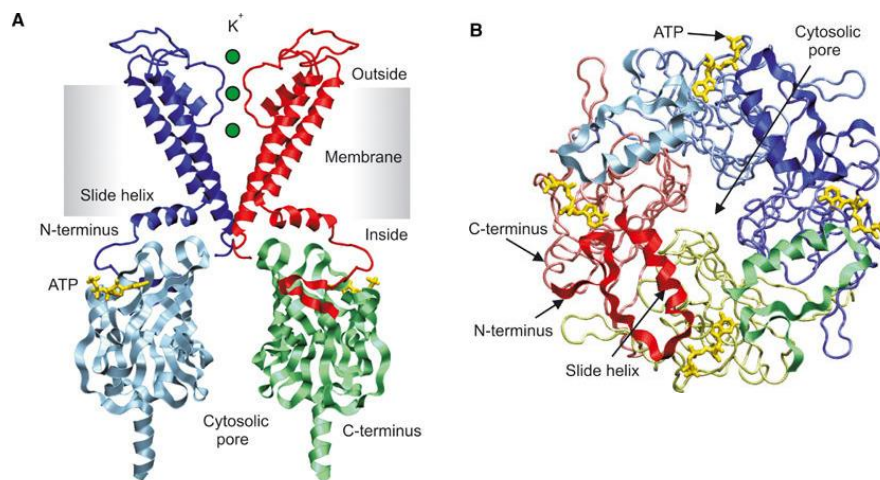 A
K+
Outside
Membrane
Slide helix
N-terminus
Inside
ATP
Cytosolic
pore
C-terminus
B
ATP
Cytosolic
pore
C-terminus
N-terminus
Slide helix